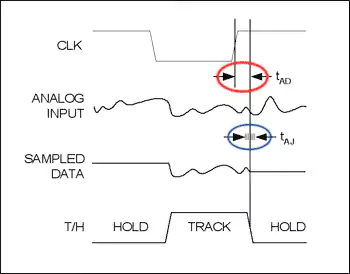 CLK
tAD
ANALOG
INPUT
tAJ
SAMPLED
DATA
T/H HOLD TRACK HOLD